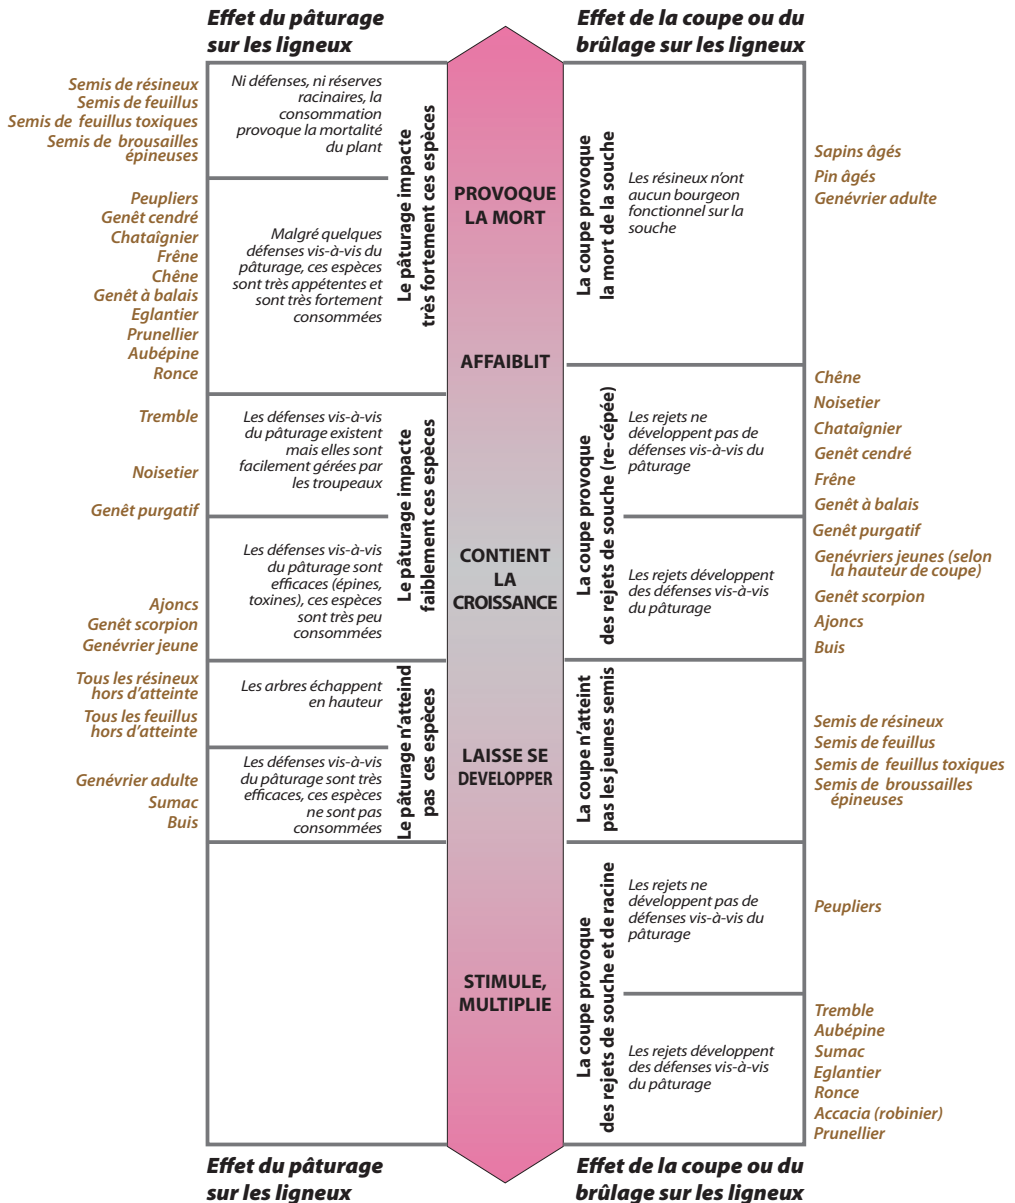 Effet du pâturage
sur les ligneux
Effet de la coupe ou du
brûlage sur les ligneux
Semis de résineux
Semis de feuillus
Semis de feuillus toxiques
Semis de brousailles
épineuses
Ni défenses, ni réserves
racinaires, la
consommation
provoque la mortalité
du plant
Peupliers
Genêt cendré
Chataîgnier
Frêne
Chêne
Genêt à balais
Eglantier
Prunellier
Aubépine
Ronce
Malgré quelques
défenses vis-à-vis du
pâturage, ces espèces
sont très appétentes et
sont très fortement
consommées
Le pâturage impacte
très fortement ces espèces
Tremble
Noisetier
Genêt purgatif
Les défenses vis-à-vis
du pâturage existent
mais elles sont
facilement gérées par
les troupeaux
Ajoncs
Genêt scorpion
Genévrier jeune
Les défenses vis-à-vis
du pâturage sont
efficaces (épines,
toxines), ces espèces
sont très peu
consommées
Le pâturage impacte
faiblement ces espèces
Tous les résineux
hors d'atteinte
Tous les feuillus
hors d'atteinte
Les arbres échappent
en hauteur
Genévrier adulte
Sumac
Buis
Les défenses vis-à-vis
du pâturage sont très
efficaces, ces espèces
ne sont pas
consommées
Le pâturage n'atteind
pas ces espèces
PROVOQUE
LA MORT
AFFAIBLIT
CONTIENT
LA
CROISSANCE
LAISSE SE
DEVELOPPER
STIMULE,
MULTIPLIE
La coupe provoque
la mort de la souche
Les résineux n'ont
aucun bourgeon
fonctionnel sur la
souche
Sapins âgés
Pin âgés
Genévrier adulte
La coupe provoque
des rejets de souche (re-cépée)
Les rejets ne
développent pas de
défenses vis-à-vis du
pâturage
Chêne
Noisetier
Chataîgnier
Genêt cendré
Frêne
Genêt à balais
Les rejets développent
des défenses vis-à-vis
du pâturage
Genêt purgatif
Genévriers jeunes (selon
la hauteur de coupe)
Genêt scorpion
Ajoncs
Buis
La coupe n'atteint
pas les jeunes semis
Semis de résineux
Semis de feuillus
Semis de feuillus toxiques
Semis de broussailles
épineuses
La coupe provoque
des rejets de souche et de racine
Les rejets ne
développent pas de
défenses vis-à-vis du
pâturage
Peupliers
Les rejets développent
des défenses vis-à-vis
du pâturage
Tremble
Aubépine
Sumac
Eglantier
Ronce
Accacia (robinier)
Prunellier
Effet du pâturage
sur les ligneux
Effet de la coupe ou du
brûlage sur les ligneux